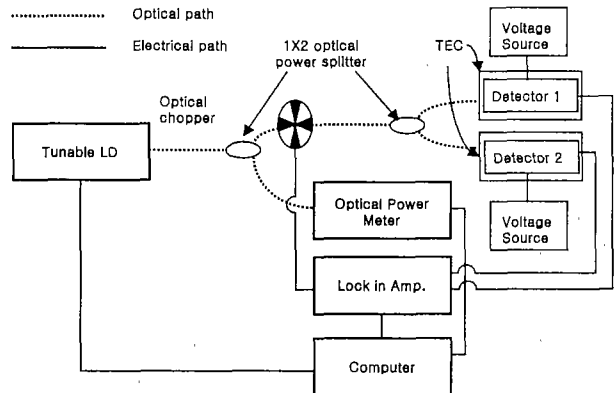 Optical path
Electrical path
1X2 optical
power splitter
TEC
Voltage
Source
Optical
chopper
Detector 1
Tunable LD
Detector 2
Optical Power
Meter
Voltage
Source
Lock in Amp.
Computer